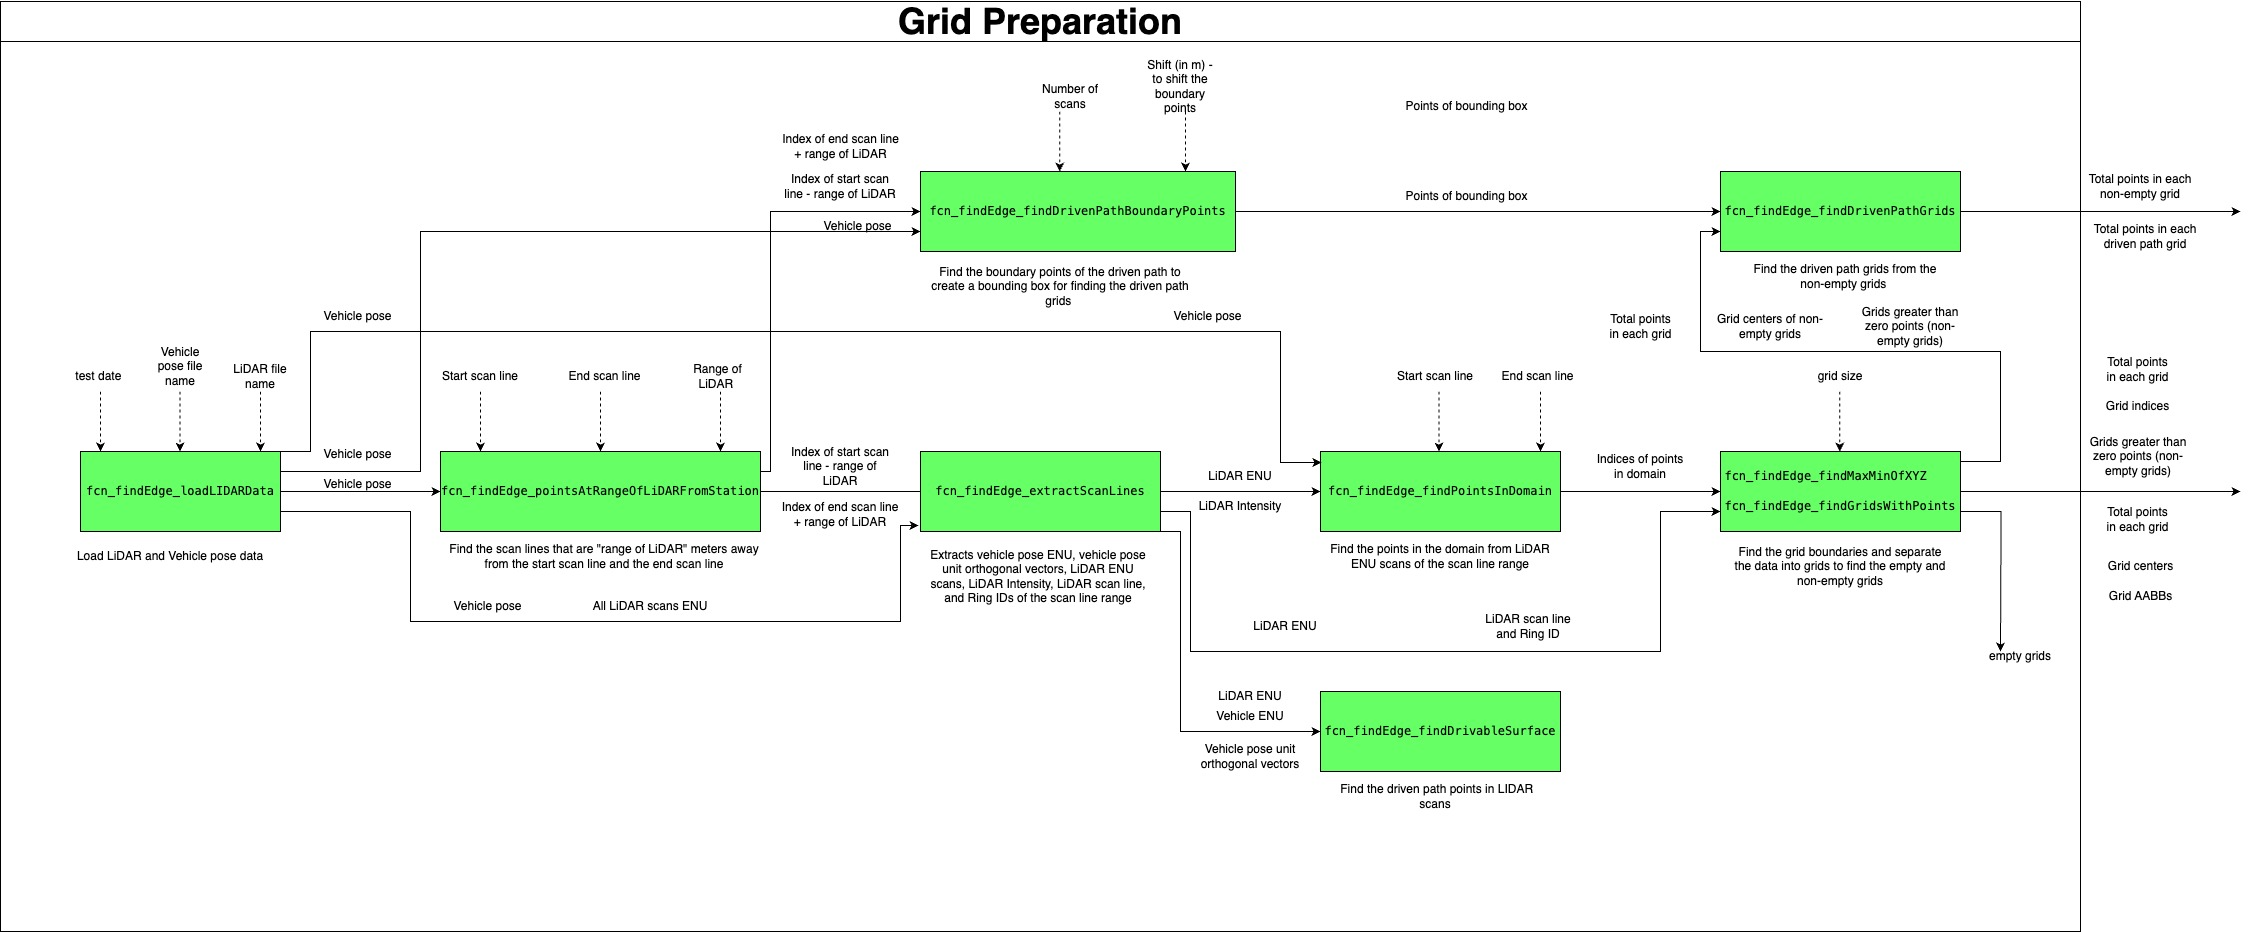 Grid Preparation
Shift (in m) -
to shift the
boundary
points
Number of
scans
Points of bounding box
Index of end scan line
+ range of LiDAR
Index of start scan
line - range of LiDAR
Vehicle pose
fcn_findEdge_findDrivenPathBoundaryPoints
Points of bounding box
fcn_findEdge_findDrivenPathGrids
Total points in each
non-empty grid
Total points in each
driven path grid
Find the boundary points of the driven path to
create a bounding box for finding the driven path
grids
Find the driven path grids from the
non-empty grids
Vehicle pose
Vehicle pose
Total points
in each grid
Grid centers of non-
empty grids
Grids greater than
zero points (non-
empty grids)
test date
Vehicle
pose file
name
LiDAR file
name
Start scan line
End scan line
Range of
LiDAR
Start scan line
End scan line
grid size
Total points
in each grid
Grid indices
Grids greater than
zero points (non-
empty grids)
Vehicle pose
Vehicle pose
fcn_findEdge_loadLIDARData
fcn_findEdge_pointsAtRangeOfLiDARFromStation
Index of start scan
line - range of
LiDAR
Index of end scan line
+ range of LiDAR
fcn_findEdge_extractScanLines
LiDAR ENU
LiDAR Intensity
fcn_findEdge_findPointsInDomain
Indices of points
in domain
fcn_findEdge_findMaxMinOfXYZ
fcn_findEdge_findGridsWithPoints
Total points
in each grid
Grid centers
Grid AABBs
Load LiDAR and Vehicle pose data
Find the scan lines that are "range of LiDAR" meters away
from the start scan line and the end scan line
Extracts vehicle pose ENU, vehicle pose
unit orthogonal vectors, LiDAR ENU
scans, LiDAR Intensity, LiDAR scan line,
and Ring IDs of the scan line range
Find the points in the domain from LiDAR
ENU scans of the scan line range
Find the grid boundaries and separate
the data into grids to find the empty and
non-empty grids
Vehicle pose
All LiDAR scans ENU
LiDAR ENU
LiDAR scan line
and Ring ID
empty grids
LiDAR ENU
Vehicle ENU
Vehicle pose unit
orthogonal vectors
fcn_findEdge_findDrivableSurface
Find the driven path points in LIDAR
scans